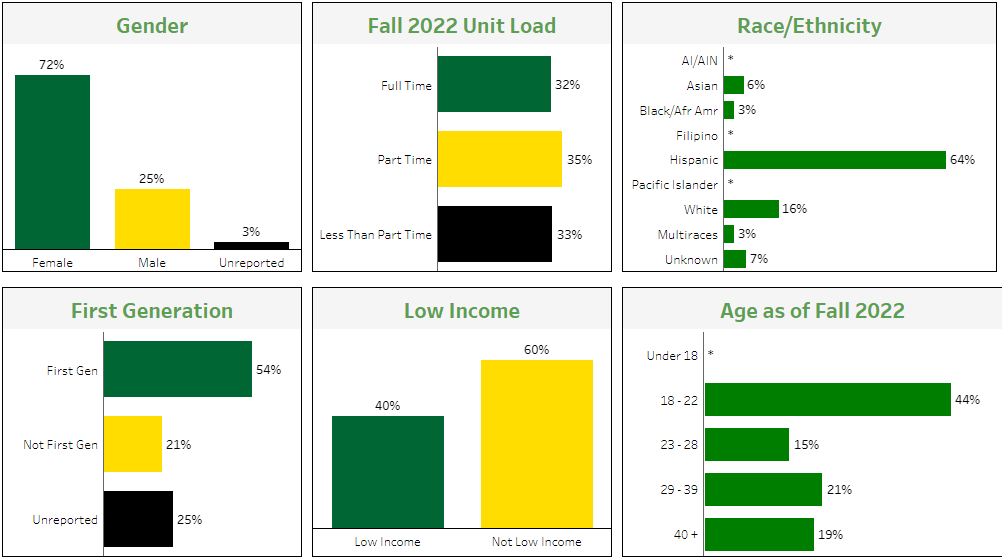 Gender
72%
25%
3%
Female Male Unreported
Fall 2022 Unit Load
Full Time 32%
Part Time 35%
Less Than Part Time 33%
Race/Ethnicity
AI/AIN *
Asian 6%
Black/Afr Amr 3%
Filipino *
Hispanic 64%
Pacific Islander *
White 16%
Multiraces 3%
Unknown 7%
First Generation
First Gen 54%
Not First Gen 21%
Unreported 25%
Low Income
60%
40%
Low Income Not Low Income
Age as of Fall 2022
Under 18 *
18 - 22 44%
23 - 28 15%
29 - 39 21%
40 + 19%